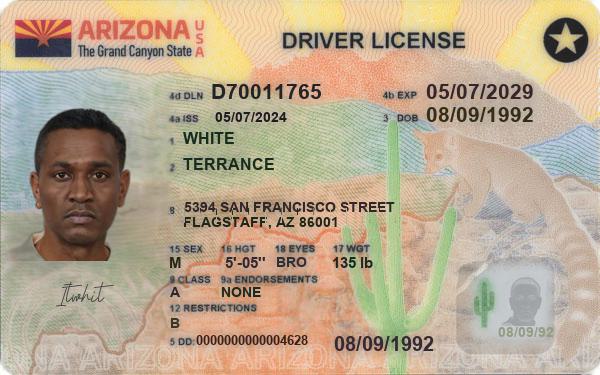 ARIZONA USA
The Grand Canyon State
DRIVER LICENSE
4d DLN D70011765
4b EXP 05/07/2029
4a ISS 05/07/2024
3 DOB 08/09/1992
1 WHITE
2 TERRANCE
8 5394 SAN FRANCISCO STREET
FLAGSTAFF, AZ 86001
15 SEX 16 HGT 18 EYES 17 WGT
M 5'-05" BRO 135 lb
9 CLASS 9a ENDORSEMENTS
A NONE
12 RESTRICTIONS
B
5 DD: 0000000000004628
08/09/1992
08/09/92
ARIZONA ARIZONA ARIZONA ARIZONA